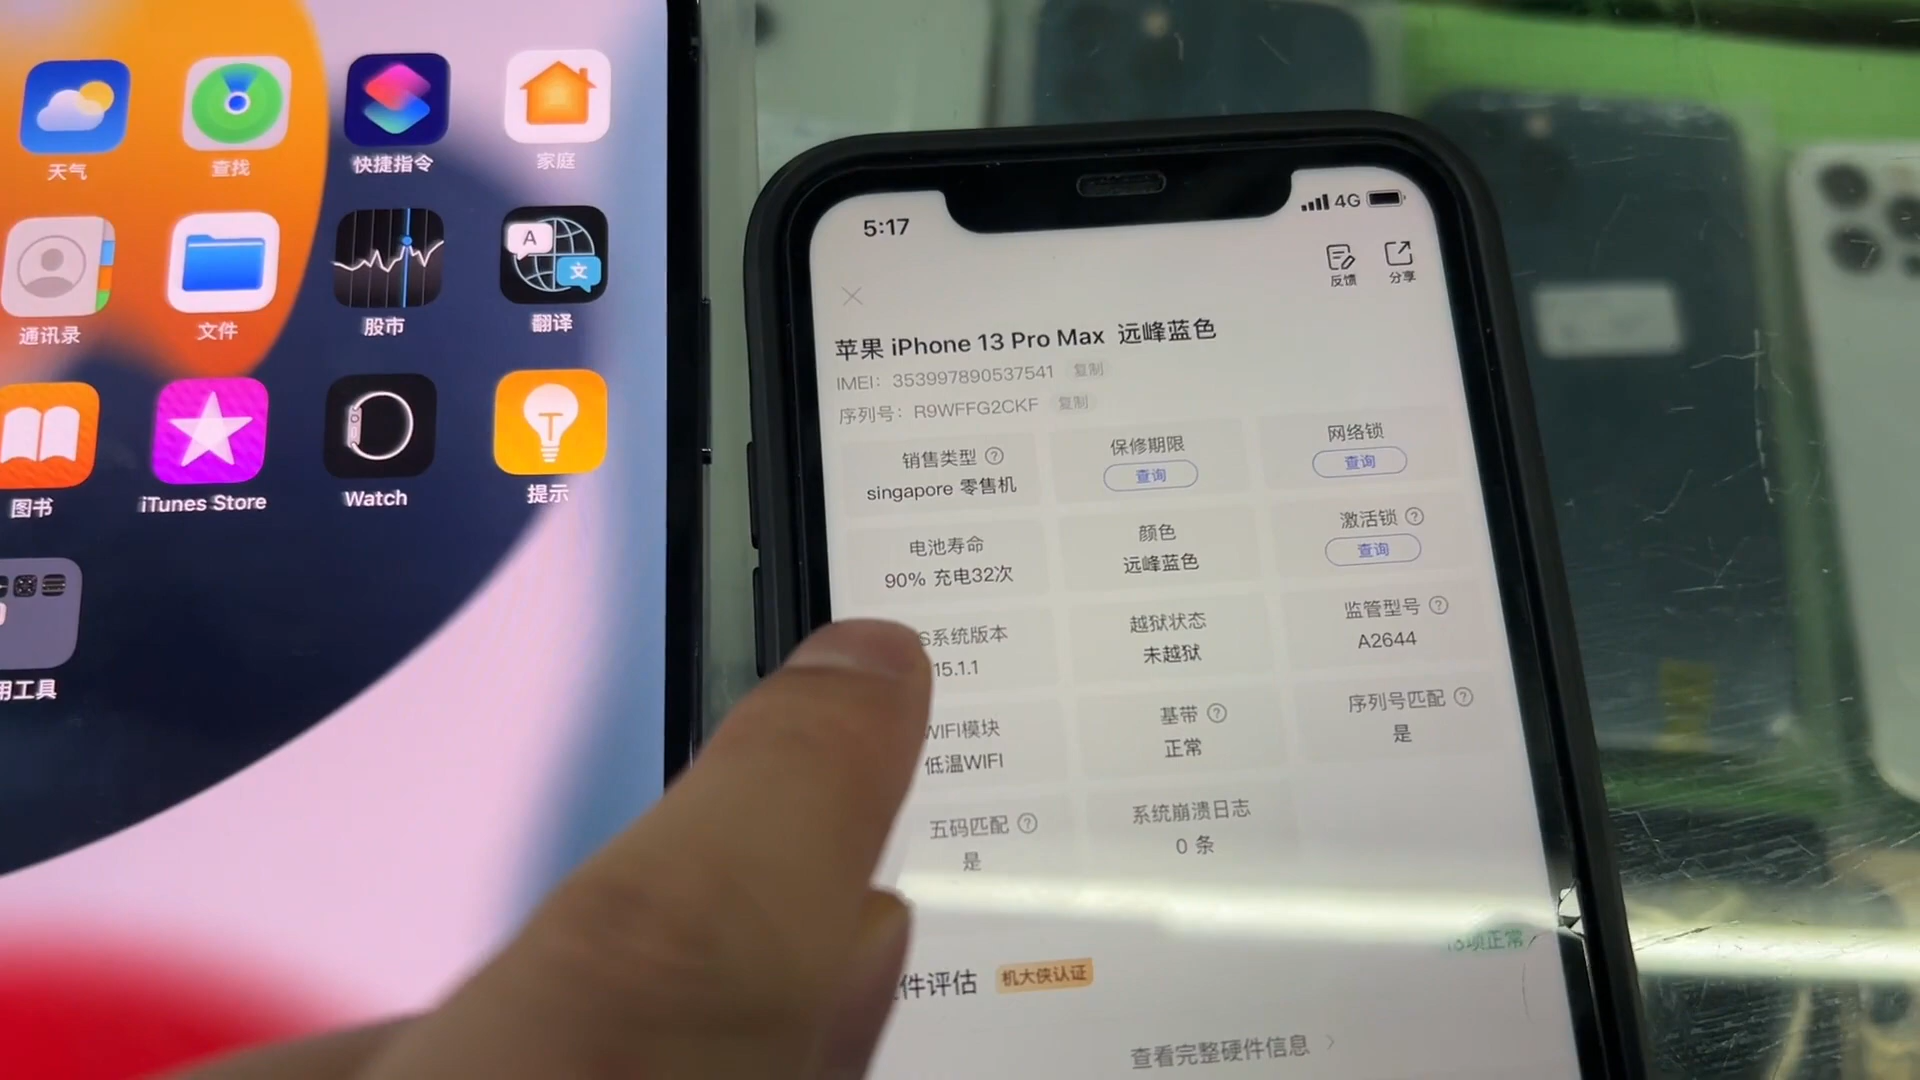 天气
查找
快捷指令
家庭
通讯录
文件
股市
A
文
翻译
图书
iTunes Store
Watch
提示
用工具
5:17
4G
反馈
分享
苹果 iPhone 13 Pro Max 远峰蓝色
IMEI: 353997890537541 复制
序列号: R9WFFG2CKF 复制
销售类型 ?
singapore 零售机
保修期限
查询
网络锁
查询
电池寿命
90% 充电32次
颜色
远峰蓝色
激活锁 ?
查询
S系统版本
15.1.1
越狱状态
未越狱
监管型号 ?
A2644
WIFI模块
低温WIFI
基带 ?
正常
序列号匹配 ?
是
五码匹配 ?
是
系统崩溃日志
0 条
项正常
件评估 机大侠认证
查看完整硬件信息 >